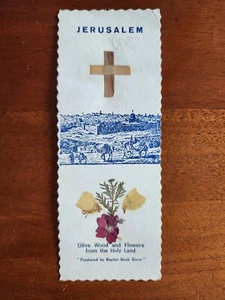 JERUSALEM
Olive Wood and Flowers
from the Holy Land
"Produced by Baptist Book Store"